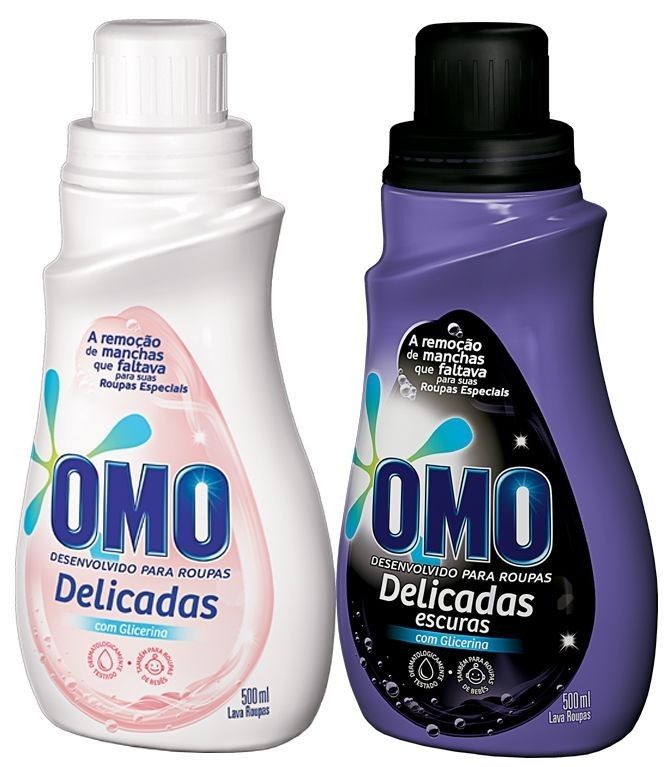 A remoção
de manchas
que faltava
para suas
Roupas Especiais
OMO
DESENVOLVIDO PARA ROUPAS
Delicadas
com Glicerina
DERMATOLOGICAMENTE
TESTADO
TAMBÉM PARA ROUPAS
DE BEBÊS
500 ml
Lava Roupas
A remoção
de manchas
que faltava
para suas
Roupas Especiais
OMO
DESENVOLVIDO PARA ROUPAS
Delicadas
escuras
com Glicerina
DERMATOLOGICAMENTE
TESTADO
TAMBÉM PARA ROUPAS
DE BEBÊS
500 ml
Lava Roupas